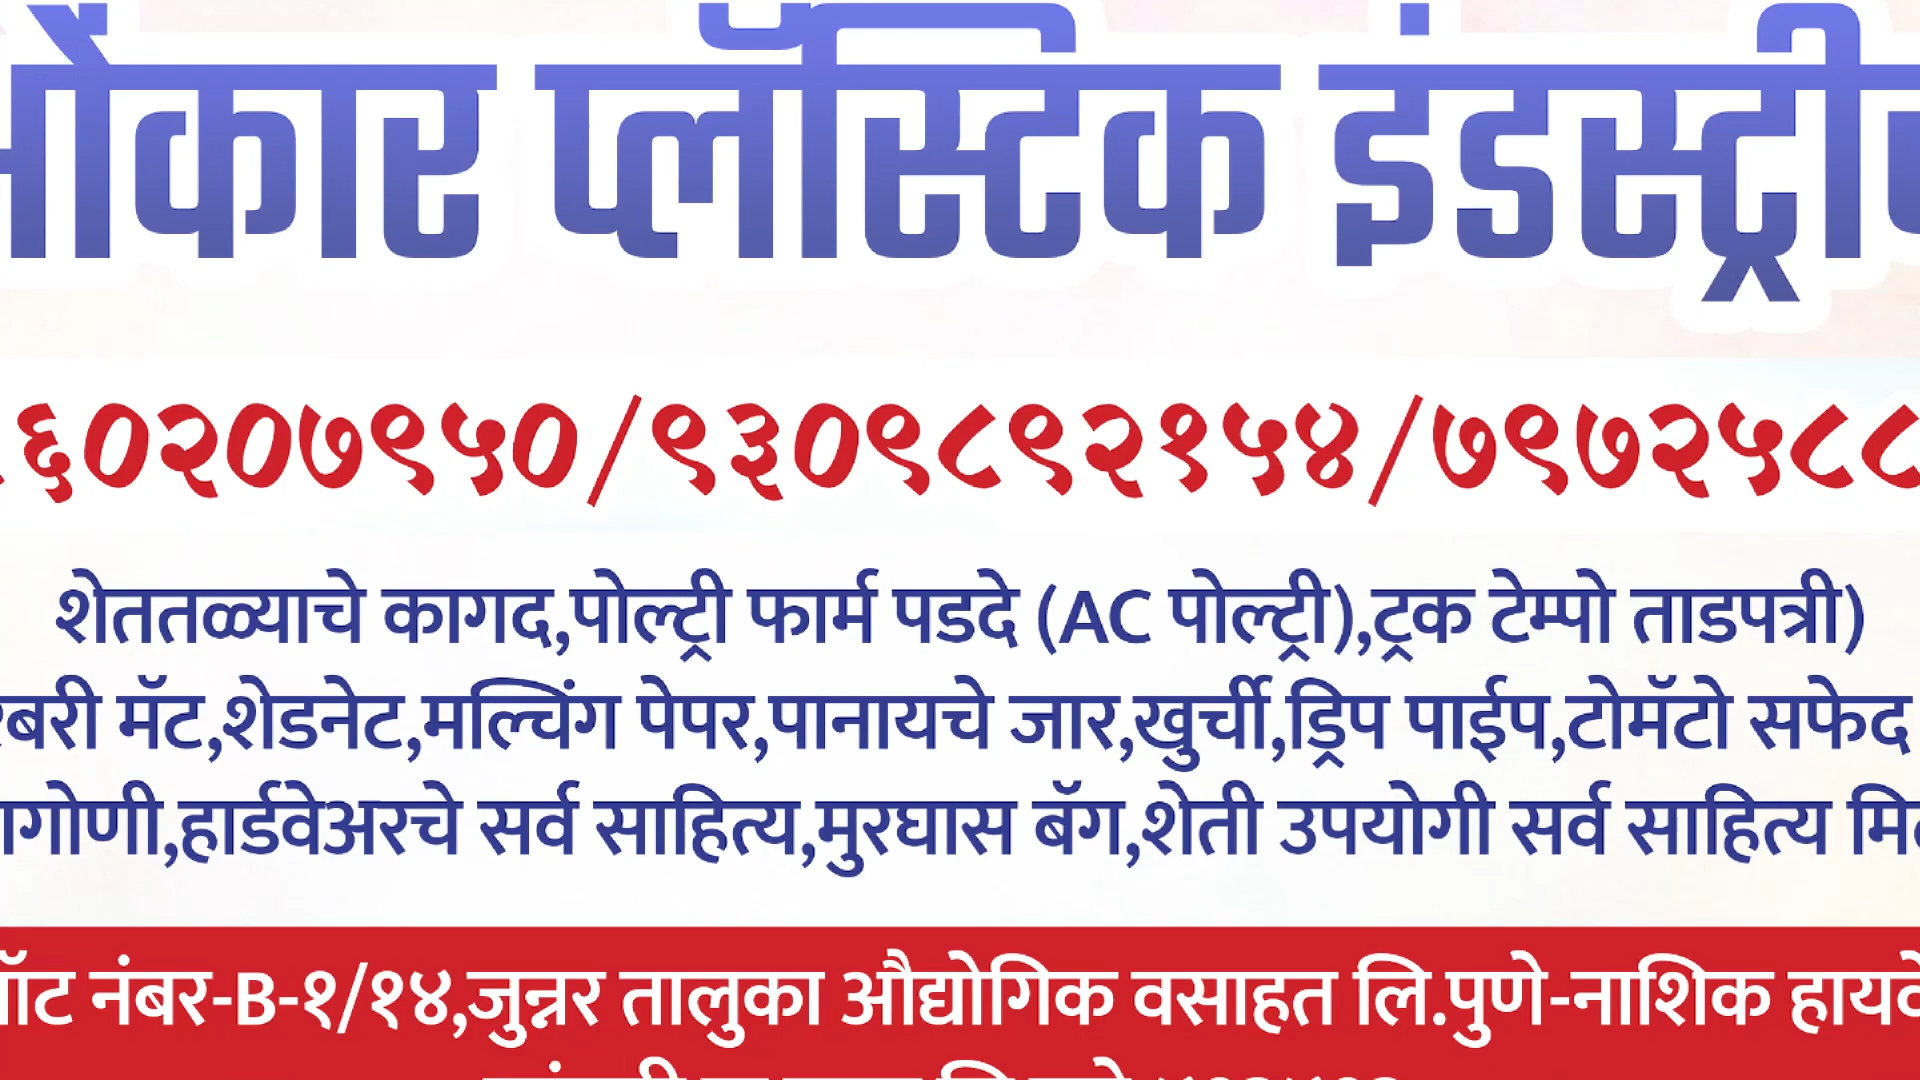 ओंकार प्लॅस्टिक इंडस्ट्रीज
६०२०७९५०/९३०९८९२१५४/७९७२५८८
शेततळ्याचे कागद,पोल्ट्री फार्म पडदे (AC पोल्ट्री),ट्रक टेम्पो ताडपत्री)
रबरी मॅट,शेडनेट,मल्चिंग पेपर,पानायचे जार,खुर्ची,ड्रिप पाईप,टोमॅटो सफेद
गोणी,हार्डवेअरचे सर्व साहित्य,मुरघास बॅग,शेती उपयोगी सर्व साहित्य
नंबर-B-१/१४,जुन्नर तालुका औद्योगिक वसाहत लि.पुणे-नाशिक हायवे